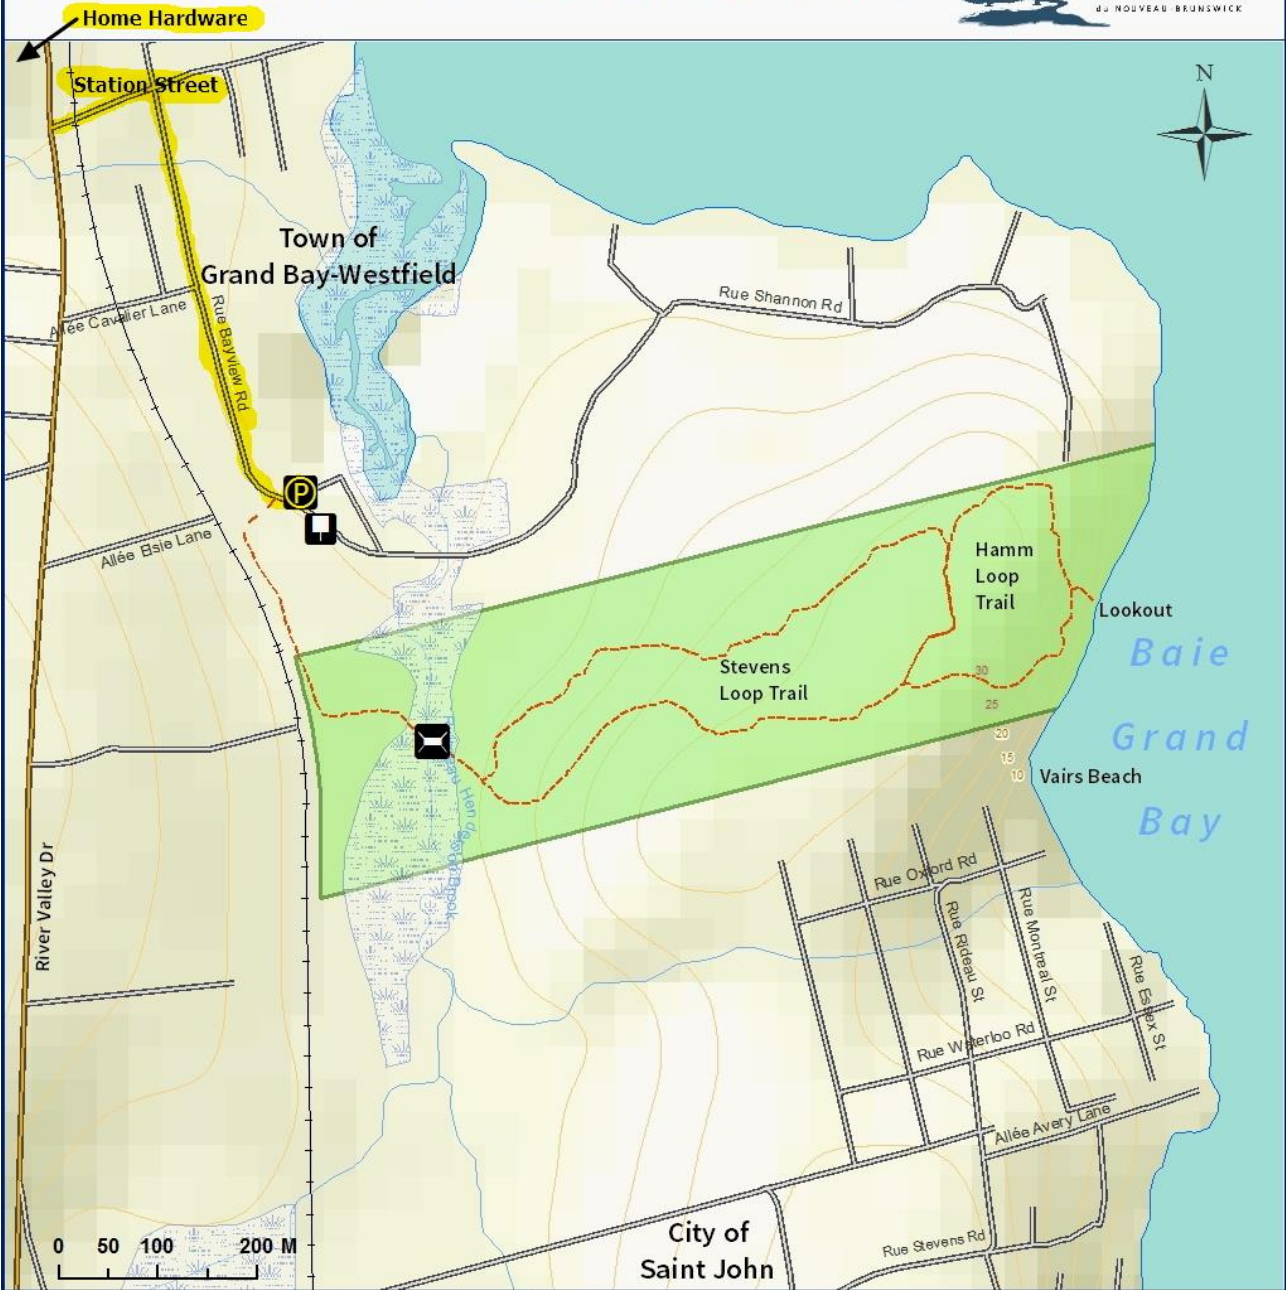 Home Hardware
du NOUVEAU-BRUNSWICK
Station Street
N
Town of
Grand Bay-Westfield
Rue Shannon Rd
Allée Cavalier Lane
Rue Bayview Rd
P
Allée Elsie Lane
Hamm
Loop
Trail
Lookout
Stevens
Loop Trail
Baie
Grand
Bay
30
25
20
15
10
Vairs Beach
River Valley Dr
Brook
Rue Oxford Rd
Rue Rideau St
Rue Montreal St
Rue Essex St
Rue Waterloo Rd
Allée Avery Lane
Rue Stevens Rd
City of
Saint John
0 50 100 200 M